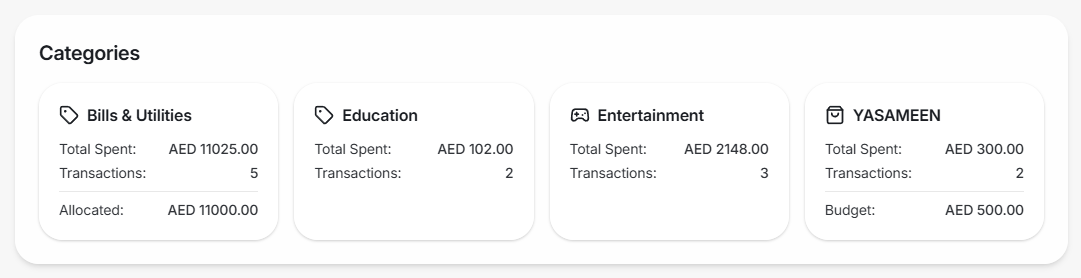 Categories
Bills & Utilities
Total Spent: AED 11025.00
Transactions: 5
Allocated: AED 11000.00
Education
Total Spent: AED 102.00
Transactions: 2
Entertainment
Total Spent: AED 2148.00
Transactions: 3
YASAMEEN
Total Spent: AED 300.00
Transactions: 2
Budget: AED 500.00